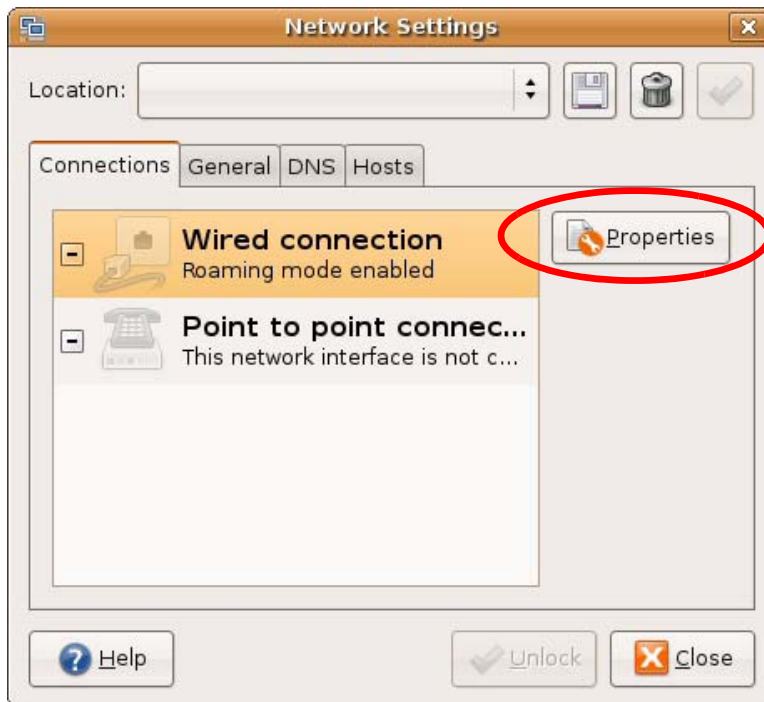 Network Settings
Location:
Connections General DNS Hosts
Wired connection
Roaming mode enabled
Properties
Point to point connec...
This network interface is not c...
Help Unlock Close